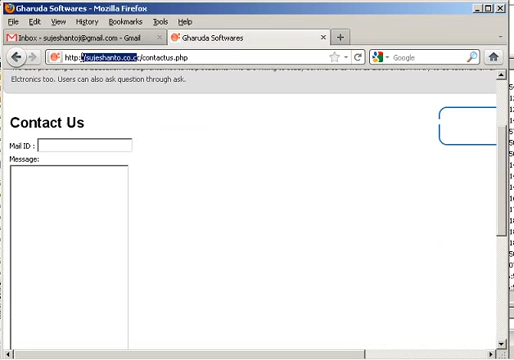 Gharuda Softwares - Mozilla Firefox
File Edit View History Bookmarks Tools Help
Inbox - sujeshantoj@gmail.com - Gmail
Gharuda Softwares
http://sujeshanto.co.cc/contactus.php
Google
Elctronics too. Users can also ask question through ask.
Contact Us
Mail ID :
Message: